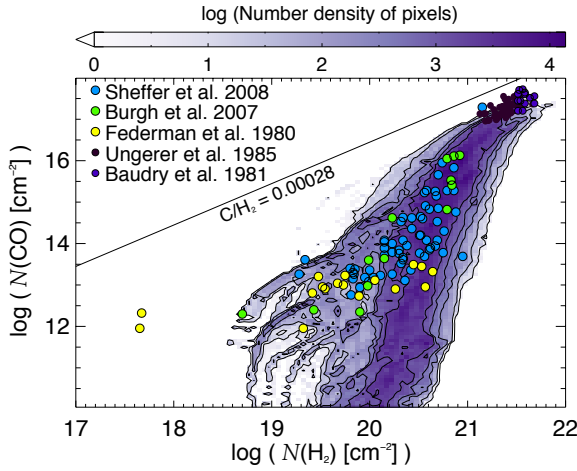 log (Number density of pixels)
0 1 2 3 4
Sheffer et al. 2008
Burgh et al. 2007
Federman et al. 1980
Ungerer et al. 1985
Baudry et al. 1981
C/H₂ = 0.00028
log ( N(CO) [cm⁻²] )
16
14
12
17 18 19 20 21 22
log ( N(H₂) [cm⁻²] )